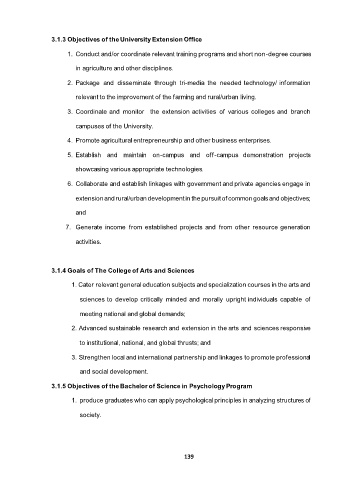 3.1.3 Objectives of the University Extension Office
1. Conduct and/or coordinate relevant training programs and short non-degree courses
in agriculture and other disciplines.
2. Package and disseminate through tri-media the needed technology/ information
relevant to the improvement of the farming and rural/urban living.
3. Coordinate and monitor the extension activities of various colleges and branch
campuses of the University.
4. Promote agricultural entrepreneurship and other business enterprises.
5. Establish and maintain on-campus and off-campus demonstration projects
showcasing various appropriate technologies.
6. Collaborate and establish linkages with government and private agencies engage in
extension and rural/urban development in the pursuit of common goals and objectives;
and
7. Generate income from established projects and from other resource generation
activities.
3.1.4 Goals of The College of Arts and Sciences
1. Cater relevant general education subjects and specialization courses in the arts and
sciences to develop critically minded and morally upright individuals capable of
meeting national and global demands;
2. Advanced sustainable research and extension in the arts and sciences responsive
to institutional, national, and global thrusts; and
3. Strengthen local and international partnership and linkages to promote professional
and social development.
3.1.5 Objectives of the Bachelor of Science in Psychology Program
1. produce graduates who can apply psychological principles in analyzing structures of
society.
139